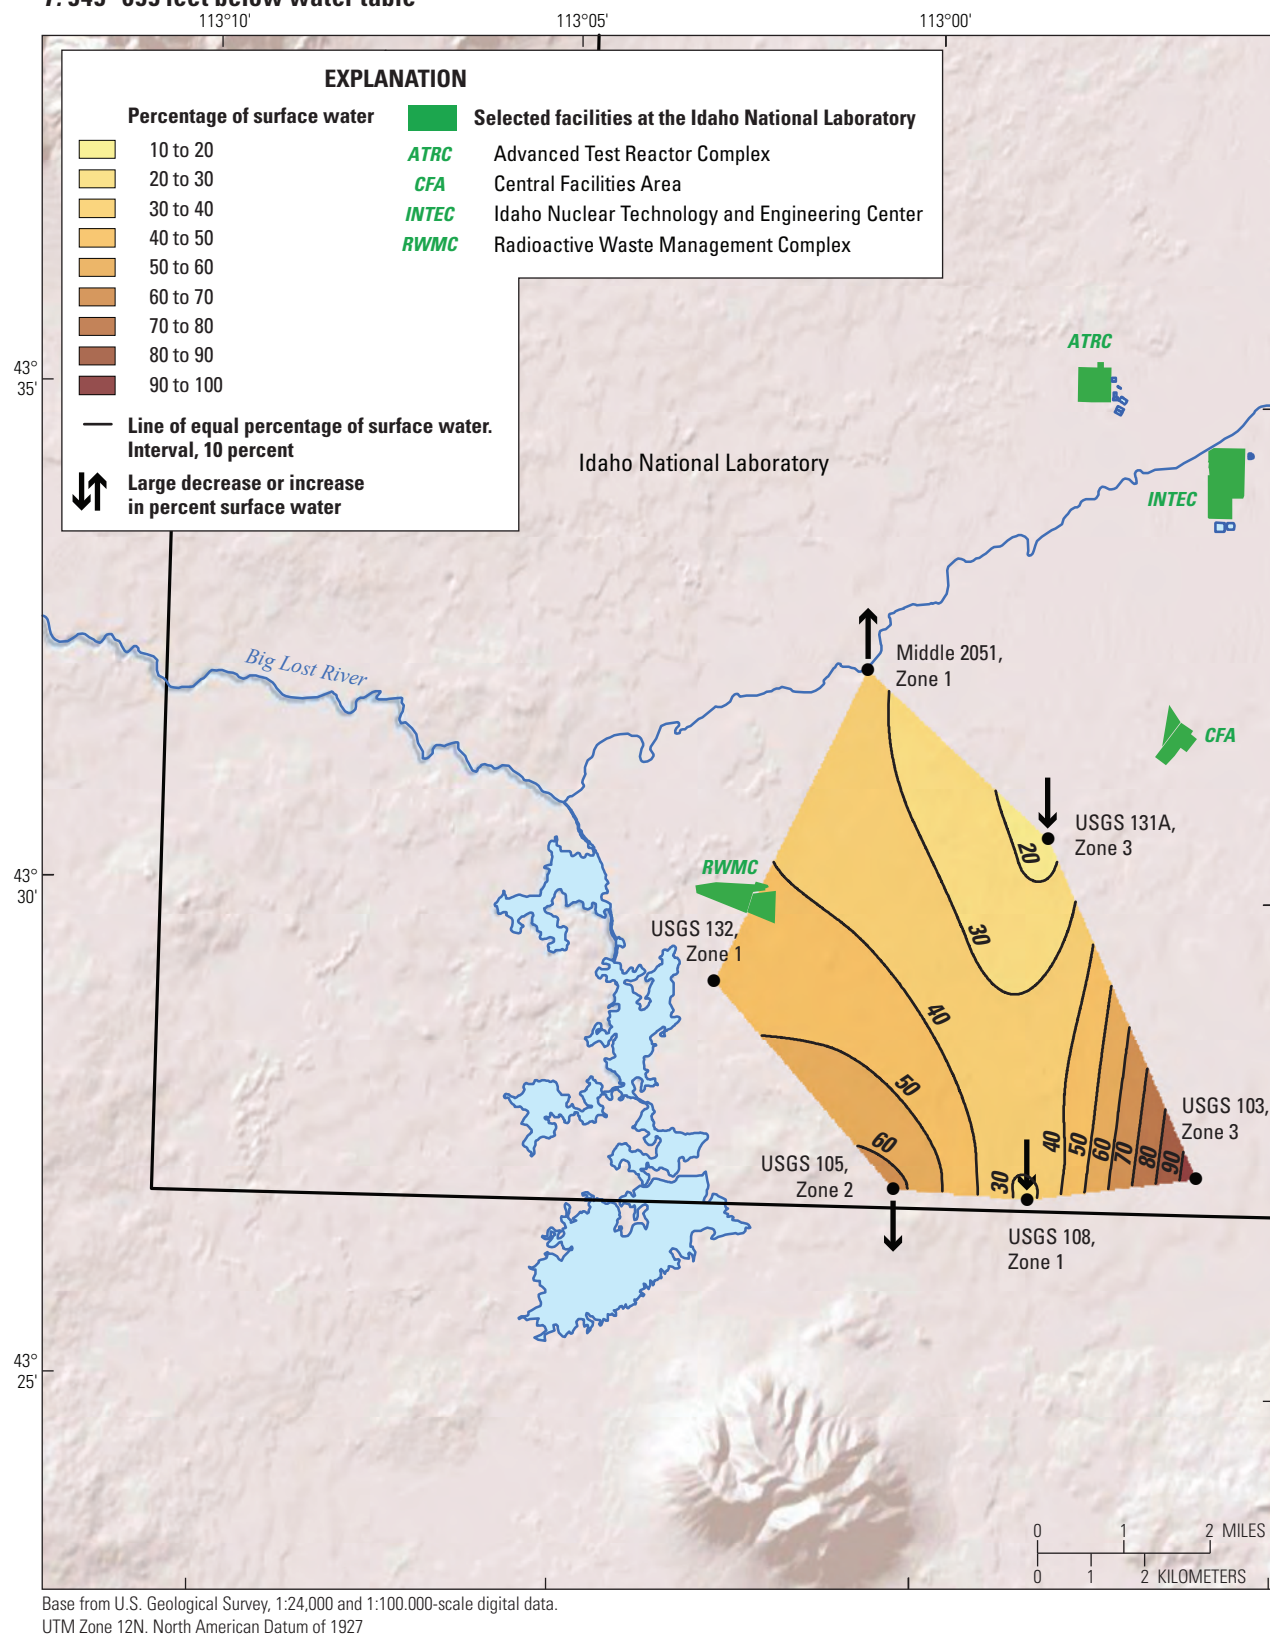 113°10'
113°05'
113°00'
EXPLANATION
Percentage of surface water
10 to 20
20 to 30
30 to 40
40 to 50
50 to 60
60 to 70
70 to 80
80 to 90
90 to 100
Line of equal percentage of surface water.
Interval, 10 percent
Large decrease or increase
in percent surface water
Selected facilities at the Idaho National Laboratory
ATRC Advanced Test Reactor Complex
CFA Central Facilities Area
INTEC Idaho Nuclear Technology and Engineering Center
RWMC Radioactive Waste Management Complex
ATRC
43°
35'
Idaho National Laboratory
INTEC
Big Lost River
Middle 2051,
Zone 1
CFA
USGS 131A,
Zone 3
20
43°
30'
RWMC
USGS 132,
Zone 1
30
40
50
60
USGS 103,
Zone 3
40
50
60
70
80
90
30
USGS 105,
Zone 2
USGS 108,
Zone 1
43°
25'
0 1 2 MILES
0 1 2 KILOMETERS
Base from U.S. Geological Survey, 1:24,000 and 1:100.000-scale digital data.
UTM Zone 12N. North American Datum of 1927